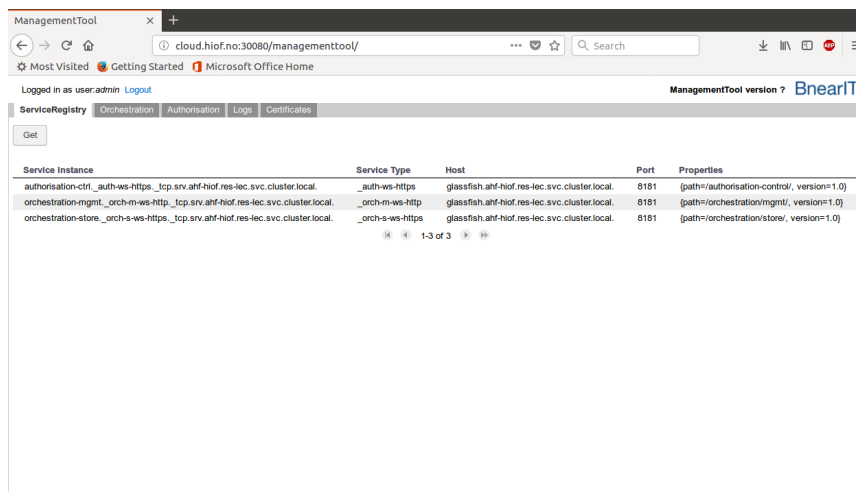 ManagementTool
cloud.hiof.no:30080/managementtool/
Search
ABP
Most Visited Getting Started Microsoft Office Home
Logged in as user:admin Logout
ManagementTool version ? BnearIT
ServiceRegistry Orchestration Authorisation Logs Certificates
Get
Service Instance Service Type Host Port Properties
authorisation-ctrl._auth-ws-https._tcp.srv.ahf-hiof.res-lec.svc.cluster.local. _auth-ws-https glassfish.ahf-hiof.res-lec.svc.cluster.local. 8181 {path=/authorisation-control/, version=1.0}
orchestration-mgmt._orch-m-ws-http._tcp.srv.ahf-hiof.res-lec.svc.cluster.local. _orch-m-ws-http glassfish.ahf-hiof.res-lec.svc.cluster.local. 8181 {path=/orchestration/mgmt/, version=1.0}
orchestration-store._orch-s-ws-https._tcp.srv.ahf-hiof.res-lec.svc.cluster.local. _orch-s-ws-https glassfish.ahf-hiof.res-lec.svc.cluster.local. 8181 {path=/orchestration/store/, version=1.0}
1-3 of 3